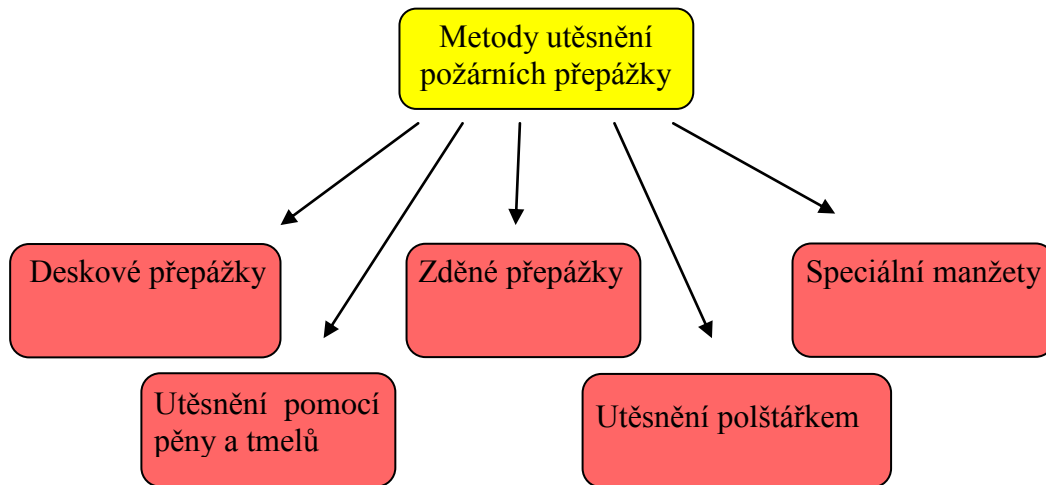 Metody utěsnění
požárních přepážky
Deskové přepážky
Zděné přepážky
Speciální manžety
Utěsnění pomocí
pěny a tmelů
Utěsnění polštářkem